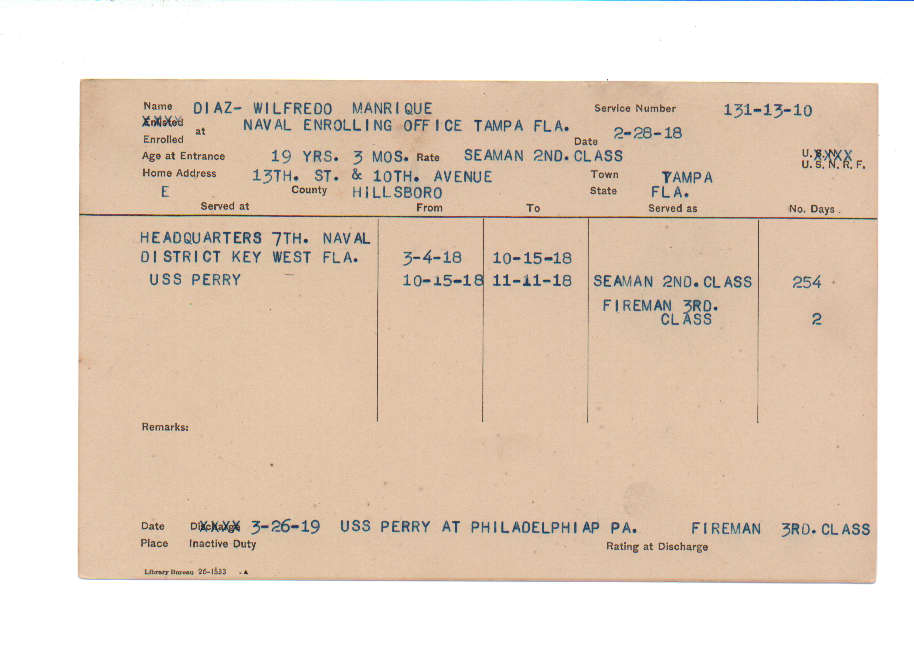 Name DIAZ- WILFREDO MANRIQUE Service Number 131-13-10
Enlisted
Enrolled at NAVAL ENROLLING OFFICE TAMPA FLA. Date 2-28-18
Age at Entrance 19 YRS. 3 MOS. Rate SEAMAN 2ND. CLASS U.S.N.
U.S.N.R.F.
Home Address 13TH. ST. & 10TH. AVENUE Town TAMPA
E County HILLSBORO State FLA.
Served at From To Served as No. Days
HEADQUARTERS 7TH. NAVAL
DISTRICT KEY WEST FLA. 3-4-18 10-15-18
USS PERRY 10-15-18 11-11-18 SEAMAN 2ND. CLASS 254
FIREMAN 3RD.
CLASS 2
Remarks:
Date Discharge 3-26-19 USS PERRY AT PHILADELPHIAP PA. FIREMAN 3RD. CLASS
Place Inactive Duty Rating at Discharge
Library Bureau 26-1533 .A